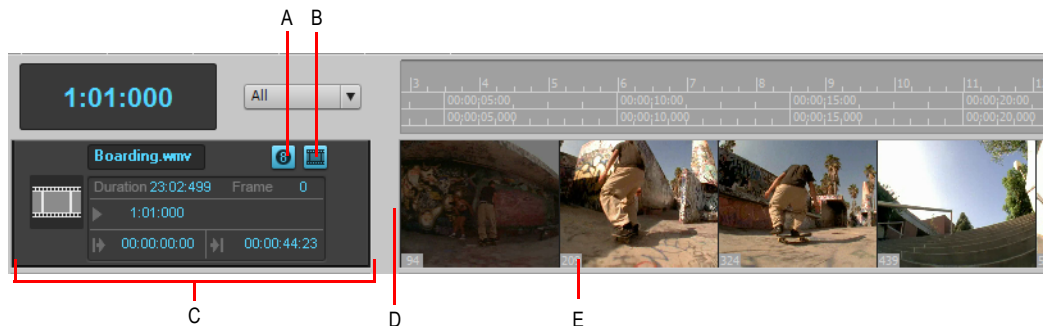 A B
1:01:000
All
3 4 5 6 7 8 9 10 11 1
00:00;05:00 00:00;10:00 00:00;15:00 00:00;20:00
00:00;05,000 00:00;10,000 00:00;15,000 00:00;20,000
Boarding.wmv
8
Duration 23:02:499 Frame 0
1:01:000
00:00:00:00 00:00:44:23
94 209 324 439
C D E